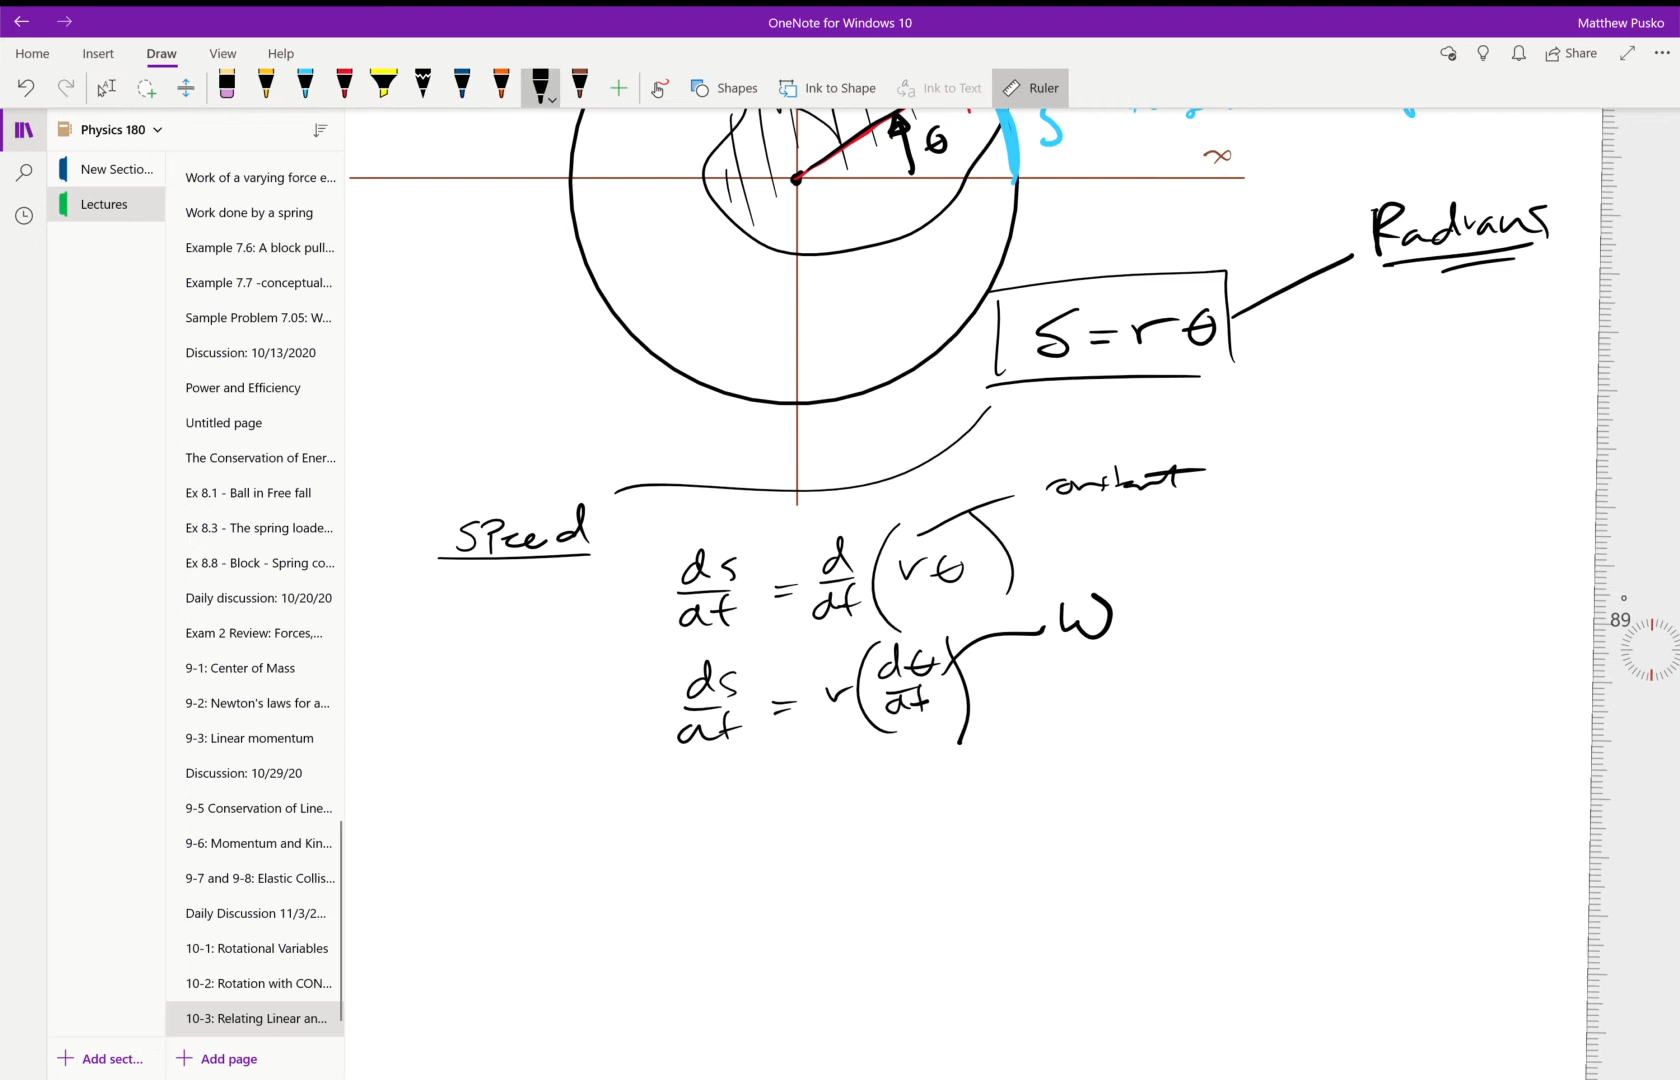 OneNote for Windows 10
Matthew Pusko
Home Insert Draw View Help
Share
Shapes Ink to Shape Ink to Text Ruler
Physics 180
New Sectio...
Lectures
Work of a varying force e...
Work done by a spring
Example 7.6: A block pull...
Example 7.7 -conceptual...
Sample Problem 7.05: W...
Discussion: 10/13/2020
Power and Efficiency
Untitled page
The Conservation of Ener...
Ex 8.1 - Ball in Free fall
Ex 8.3 - The spring loade...
Ex 8.8 - Block - Spring co...
Daily discussion: 10/20/20
Exam 2 Review: Forces,...
9-1: Center of Mass
9-2: Newton's laws for a...
9-3: Linear momentum
Discussion: 10/29/20
9-5 Conservation of Line...
9-6: Momentum and Kin...
9-7 and 9-8: Elastic Collis...
Daily Discussion 11/3/2...
10-1: Rotational Variables
10-2: Rotation with CON...
10-3: Relating Linear an...
Add sect...
Add page
θ
S
∞
Radians
S = rθ
constant
Speed
ds/dt = d/dt (rθ)
ω
ds/dt = r(dθ/dt)
89°